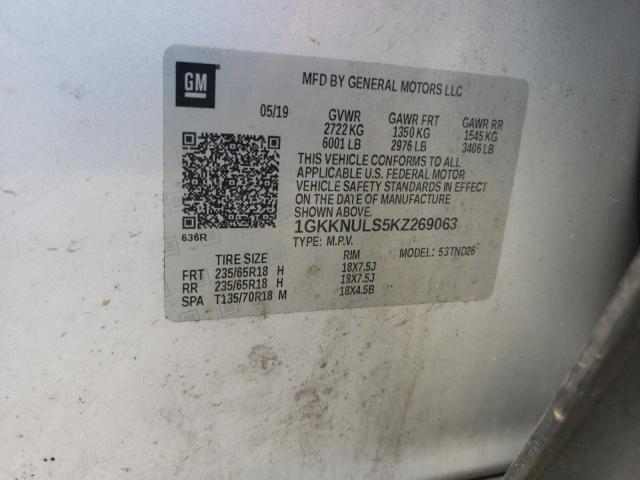 GM
MFD BY GENERAL MOTORS LLC
05/19
GVWR GAWR FRT GAWR RR
2722 KG 1350 KG 1545 KG
6001 LB 2976 LB 3406 LB
THIS VEHICLE CONFORMS TO ALL
APPLICABLE U.S. FEDERAL MOTOR
VEHICLE SAFETY STANDARDS IN EFFECT
ON THE DATE OF MANUFACTURE
SHOWN ABOVE.
1GKKNULS5KZ269063
636R
TYPE: M.P.V. MODEL: 53TND26
TIRE SIZE RIM
FRT 235/65R18 H 18X7.5J
RR 235/65R18 H 18X7.5J
SPA T135/70R18 M 18X4.5B